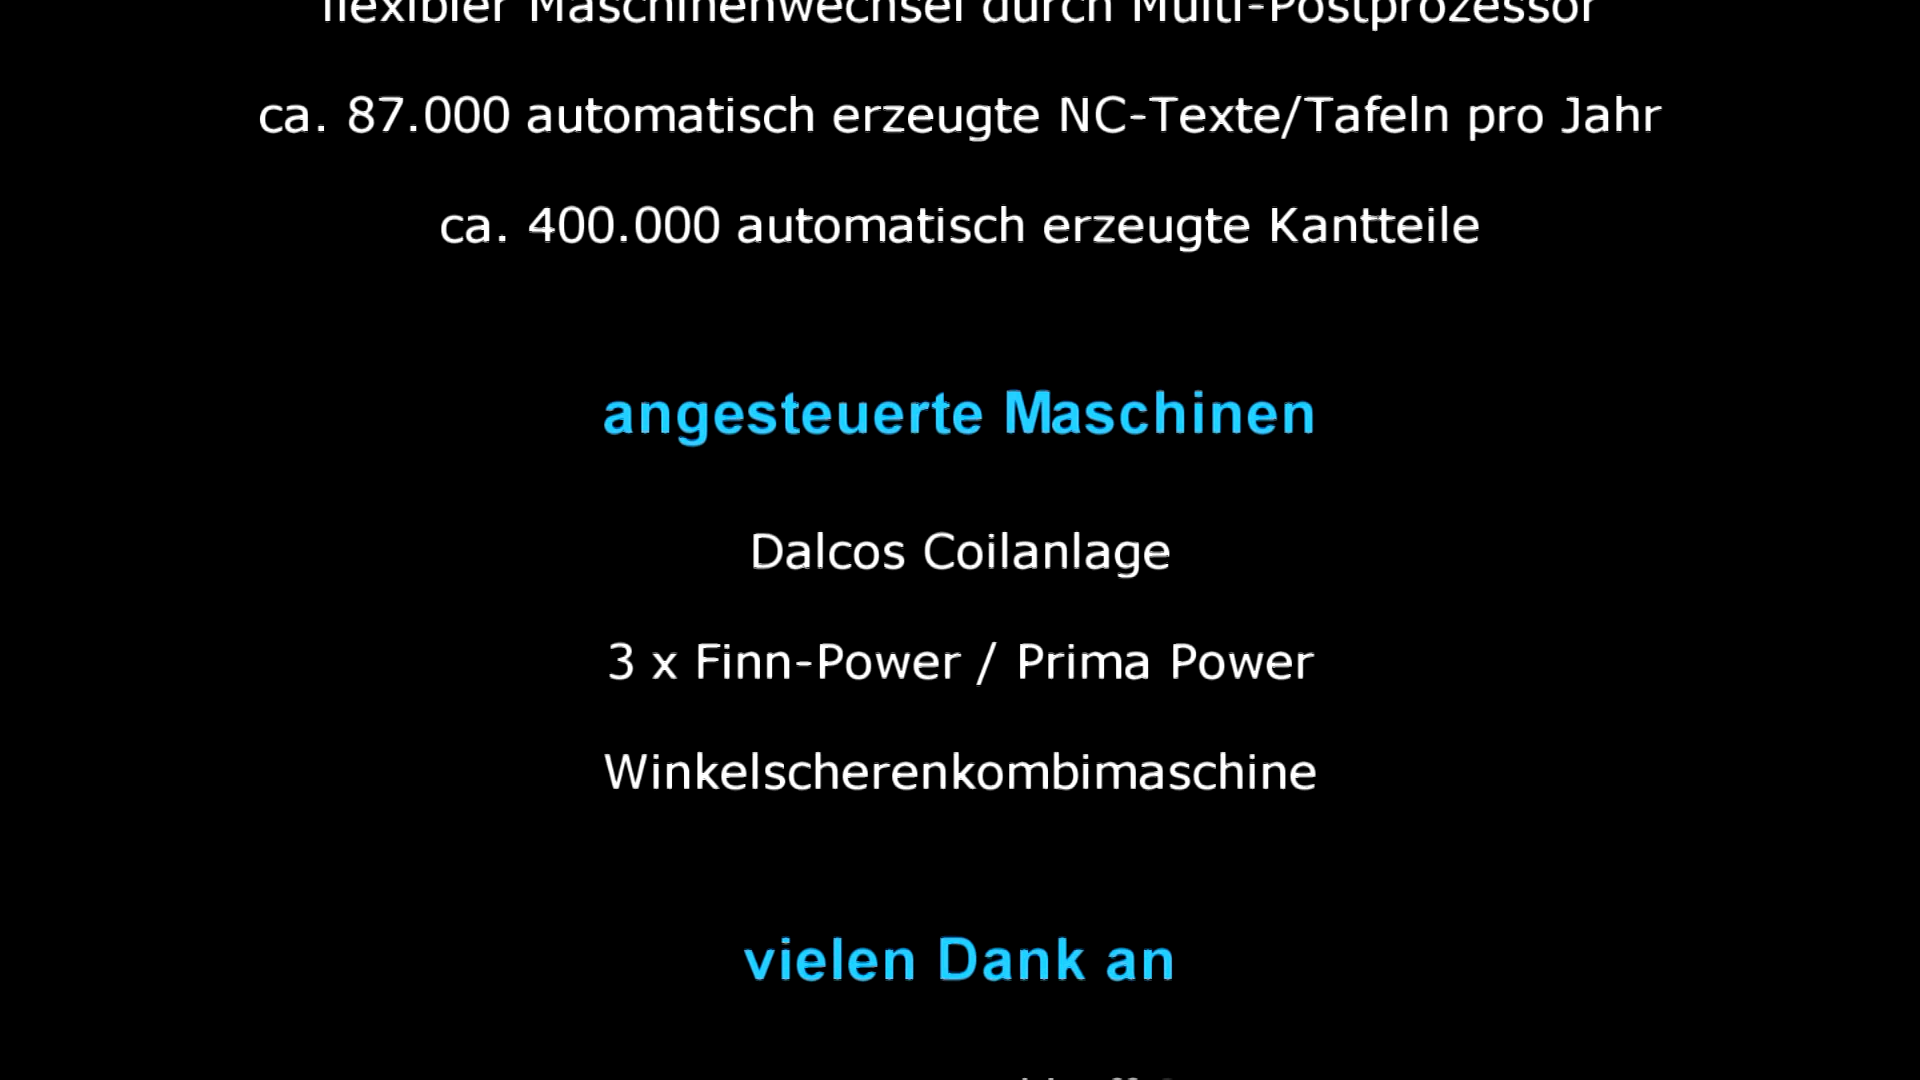 flexibler Maschinenwechsel durch Multi-Postprozessor
ca. 87.000 automatisch erzeugte NC-Texte/Tafeln pro Jahr
ca. 400.000 automatisch erzeugte Kantteile
angesteuerte Maschinen
Dalcos Coilanlage
3 x Finn-Power / Prima Power
Winkelscherenkombimaschine
vielen Dank an